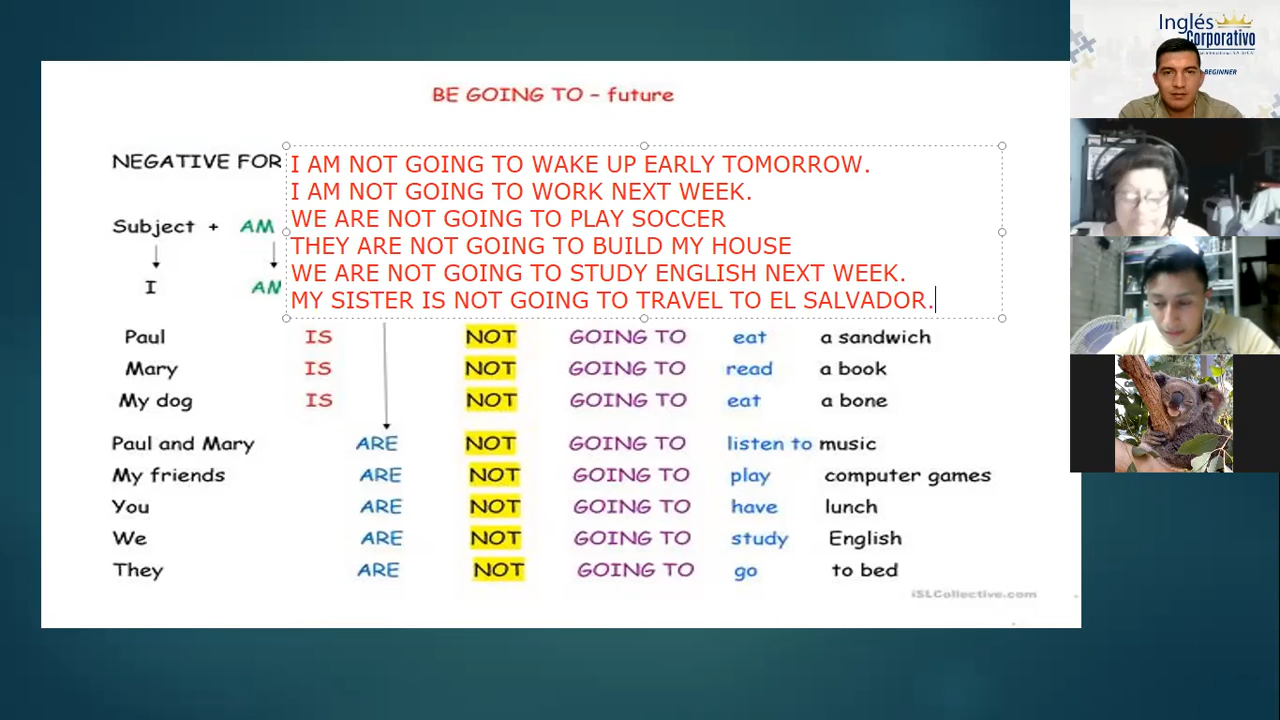 BE GOING TO – future
NEGATIVE FOR
I AM NOT GOING TO WAKE UP EARLY TOMORROW.
I AM NOT GOING TO WORK NEXT WEEK.
WE ARE NOT GOING TO PLAY SOCCER
THEY ARE NOT GOING TO BUILD MY HOUSE
WE ARE NOT GOING TO STUDY ENGLISH NEXT WEEK.
MY SISTER IS NOT GOING TO TRAVEL TO EL SALVADOR.
Subject + AM
I AM
Paul IS NOT GOING TO eat a sandwich
Mary IS NOT GOING TO read a book
My dog IS NOT GOING TO eat a bone
Paul and Mary ARE NOT GOING TO listen to music
My friends ARE NOT GOING TO play computer games
You ARE NOT GOING TO have lunch
We ARE NOT GOING TO study English
They ARE NOT GOING TO go to bed
iSLCollective.com
Inglés
Corporativo
BEGINNER